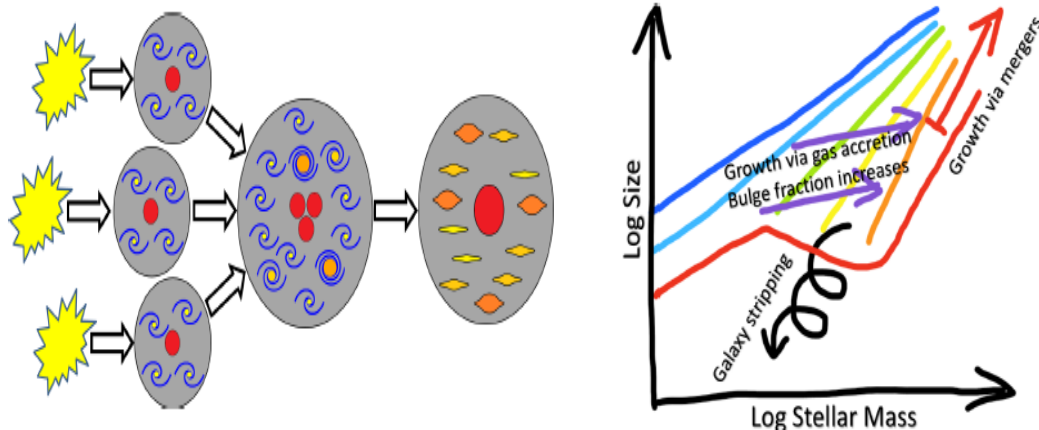 Log Size
Growth via gas accretion
Bulge fraction increases
Growth via mergers
Galaxy stripping
Log Stellar Mass